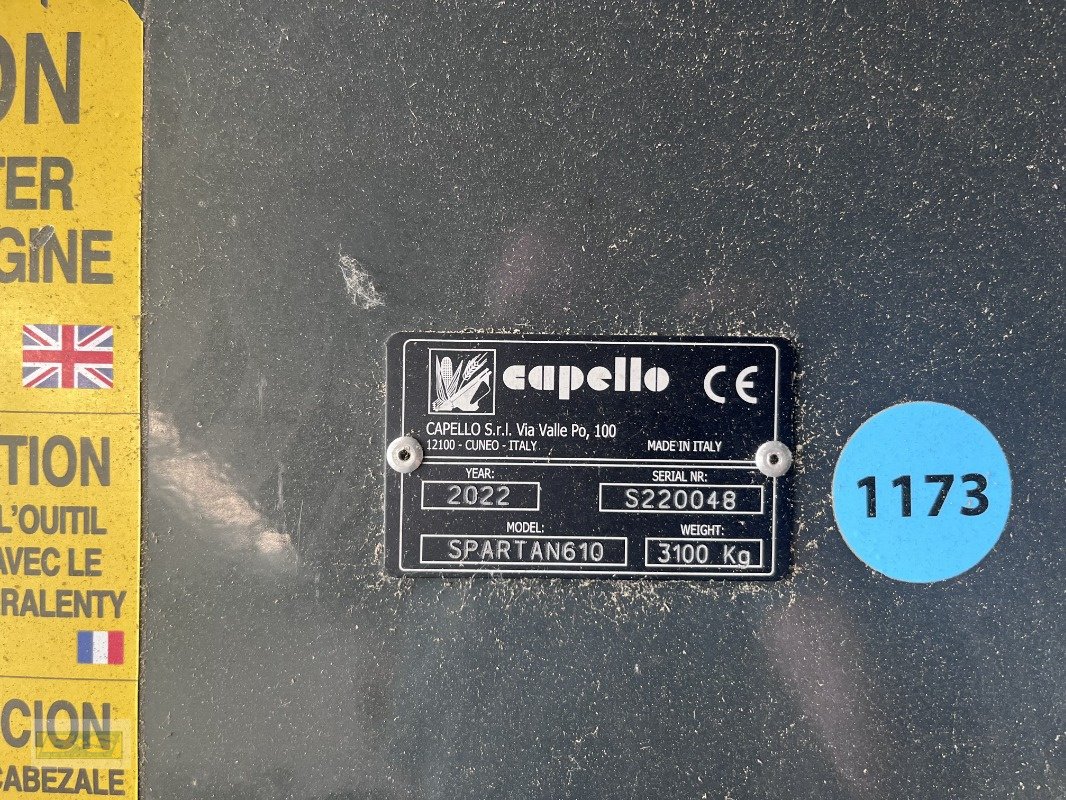 ON
TER
GINE
TION
L'OUITIL
AVEC LE
RALENTY
CION
CABEZALE
capello CE
CAPELLO S.r.l. Via Valle Po, 100
12100 - CUNEO - ITALY MADE IN ITALY
YEAR: SERIAL NR:
2022 S220048
MODEL: WEIGHT:
SPARTAN610 3100 Kg
1173